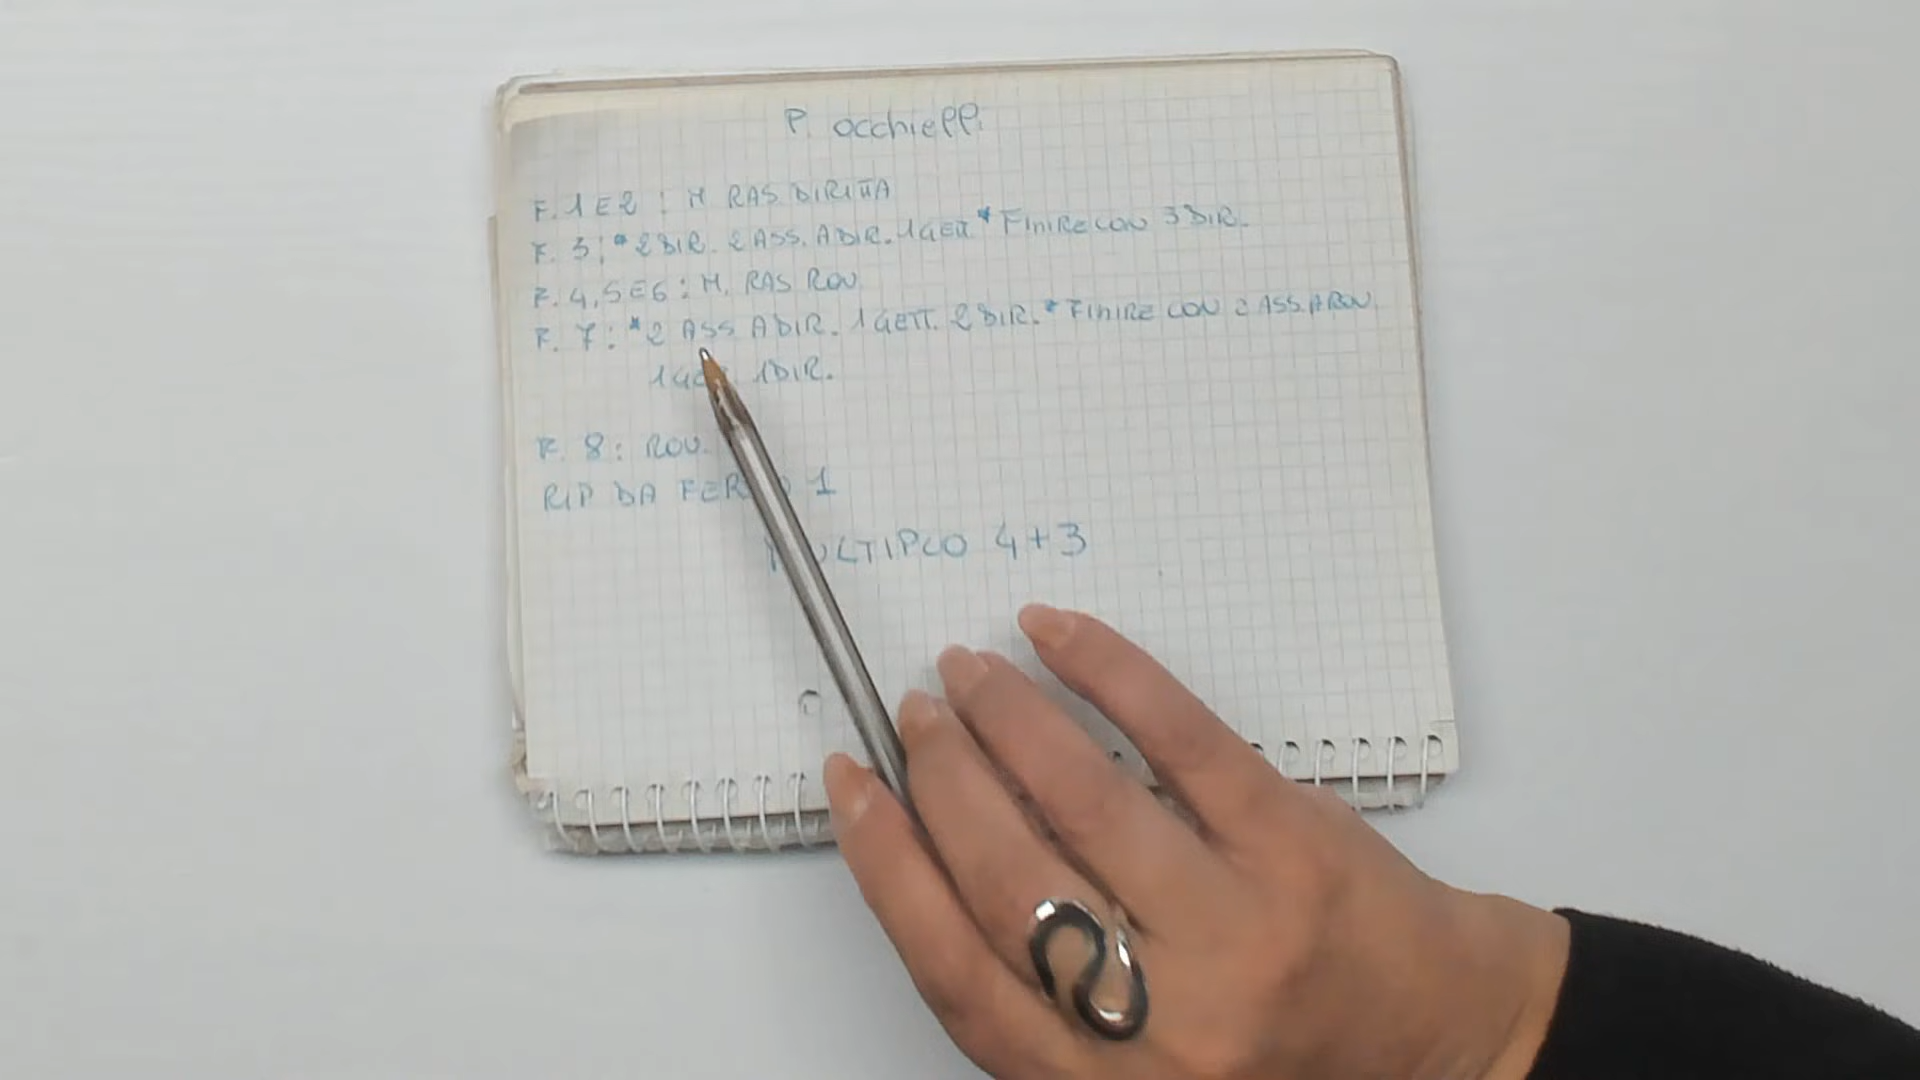 P. occhielli
F. 1 E 2 : M RAS DIRITTA
F. 3: * 2 DIR. 2 ASS. A DIR. 1 GETT * FINIRE CON 3 DIR.
F. 4, 5 E 6 : M. RAS ROV
F. 7: * 2 ASS A DIR. 1 GETT. 2 DIR. * FINIRE CON 2 ASS. A ROV.
1 DIR.
F. 8: ROV.
RIP DA 1
4+3